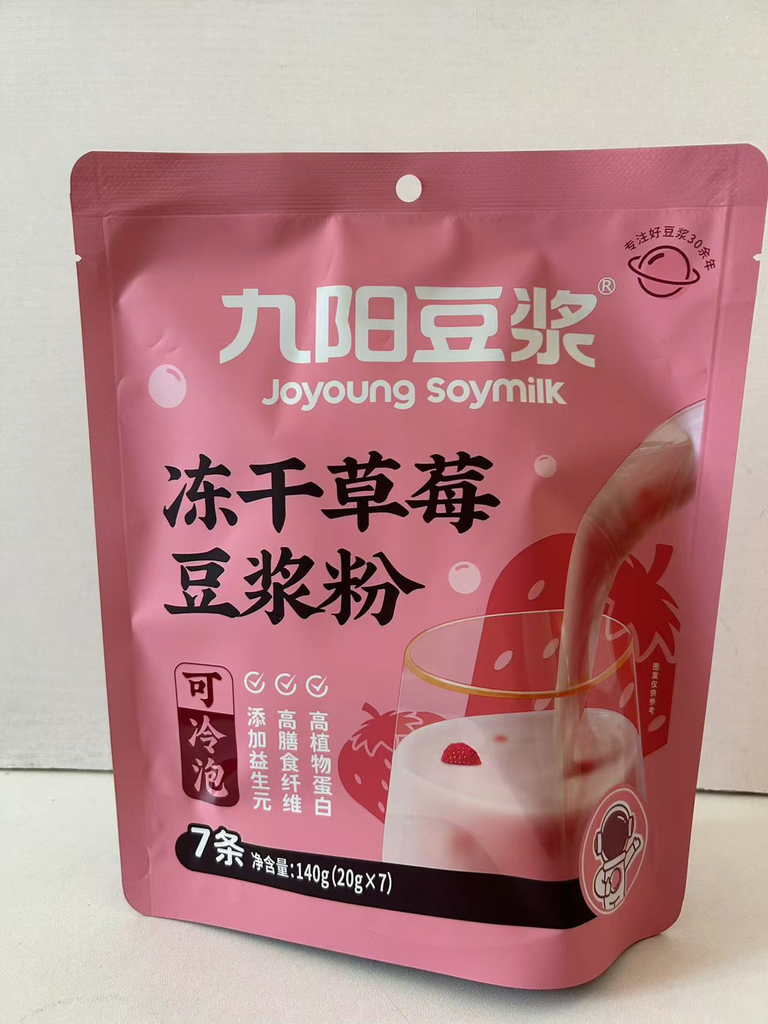 专注好豆浆30余年
九阳豆浆®
Joyoung Soymilk
冻干草莓
豆浆粉
可冷泡
高植物蛋白
高膳食纤维
添加益生元
图案仅供参考
7条 净含量:140g(20g×7)